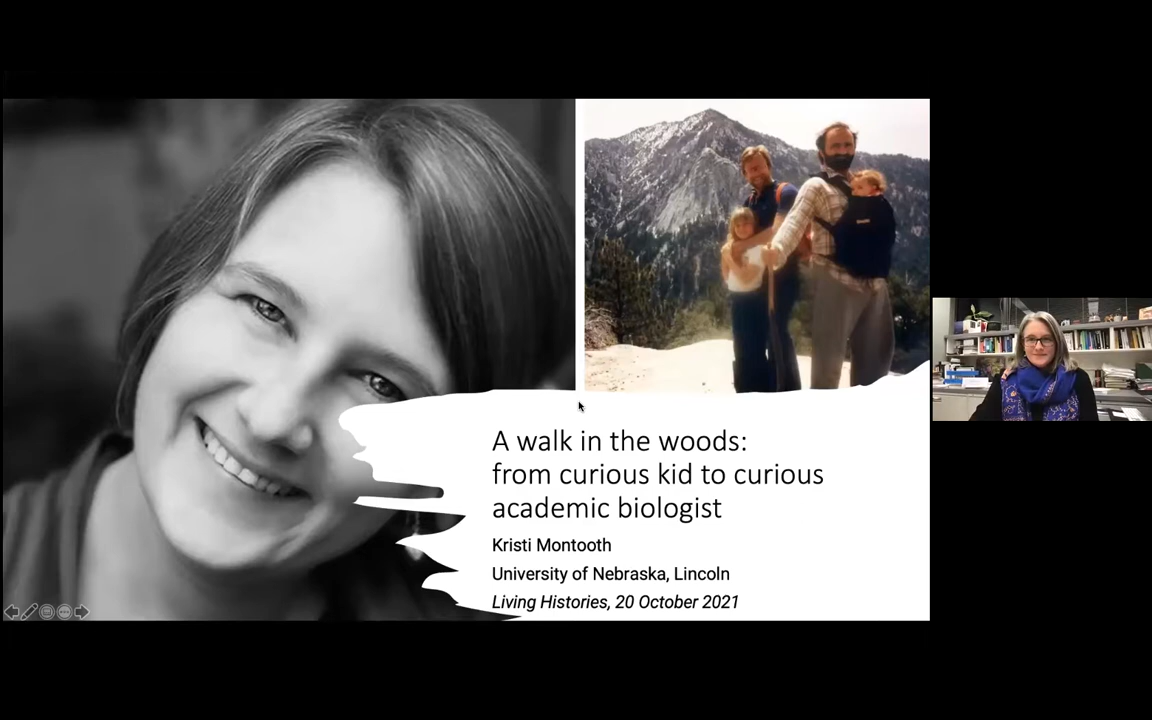 A walk in the woods:
from curious kid to curious
academic biologist
Kristi Montooth
University of Nebraska, Lincoln
Living Histories, 20 October 2021